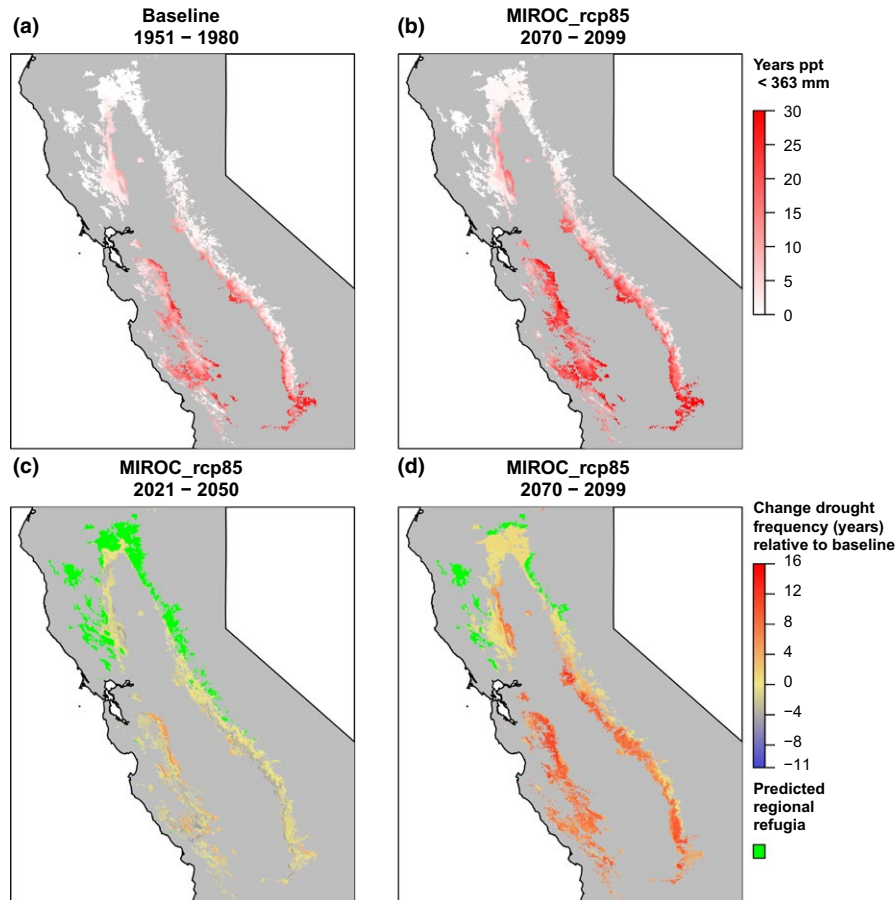 (a)
Baseline
1951 − 1980
(b)
MIROC_rcp85
2070 − 2099
Years ppt
< 363 mm
30
25
20
15
10
5
0
(c)
MIROC_rcp85
2021 − 2050
(d)
MIROC_rcp85
2070 − 2099
Change drought
frequency (years)
relative to baseline
16
12
8
4
0
−4
−8
−11
Predicted
regional
refugia